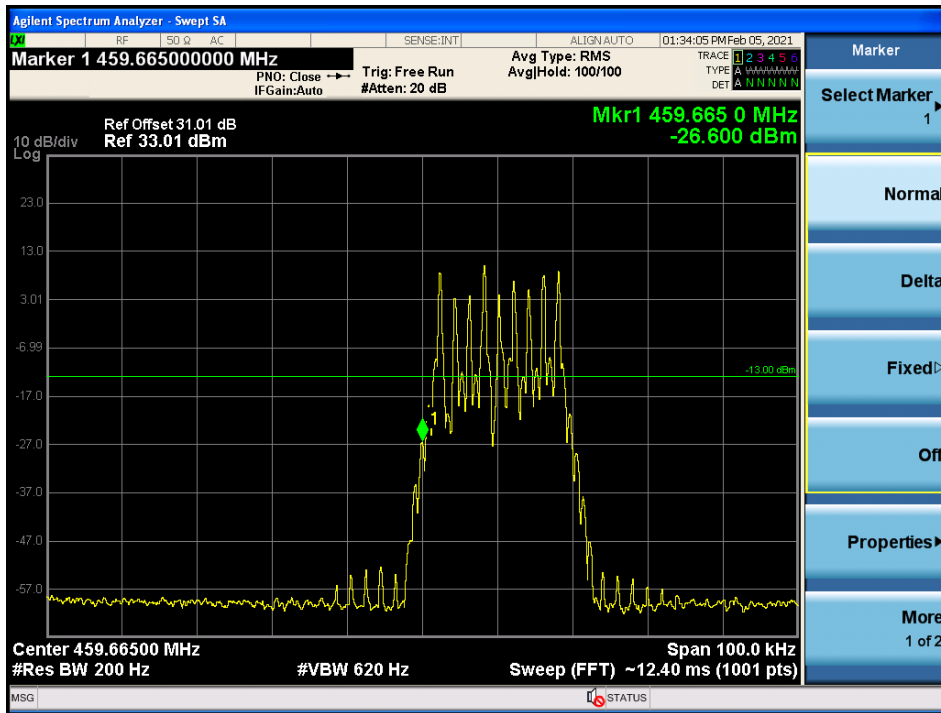 Agilent Spectrum Analyzer - Swept SA
LXI RF 50 Ω AC SENSE:INT ALIGN AUTO 01:34:05 PM Feb 05, 2021
Marker 1 459.665000000 MHz
PNO: Close
IFGain:Auto
Trig: Free Run
#Atten: 20 dB
Avg Type: RMS
Avg|Hold: 100/100
TRACE 1 2 3 4 5 6
TYPE A WWWWW
DET A N N N N N
Mkr1 459.665 0 MHz
-26.600 dBm
Ref Offset 31.01 dB
Ref 33.01 dBm
10 dB/div
Log
23.0
13.0
3.01
-6.99
-13.00 dBm
-17.0
1
-27.0
-37.0
-47.0
-57.0
Center 459.66500 MHz
Span 100.0 kHz
#Res BW 200 Hz
#VBW 620 Hz
Sweep (FFT) ~12.40 ms (1001 pts)
MSG
STATUS
Marker
Select Marker
1
Normal
Delta
Fixed
Off
Properties
More
1 of 2